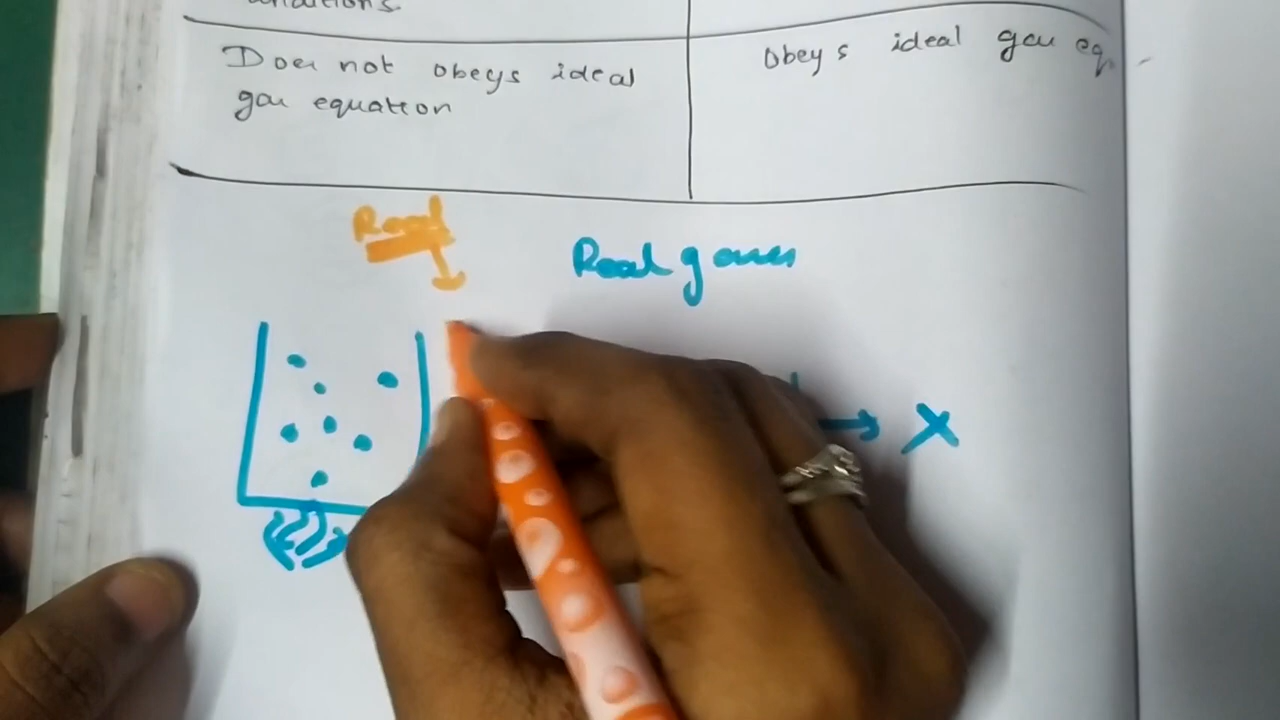 Does not obeys ideal
gas equation
Obeys ideal gas eq.
Real
Real gases
X